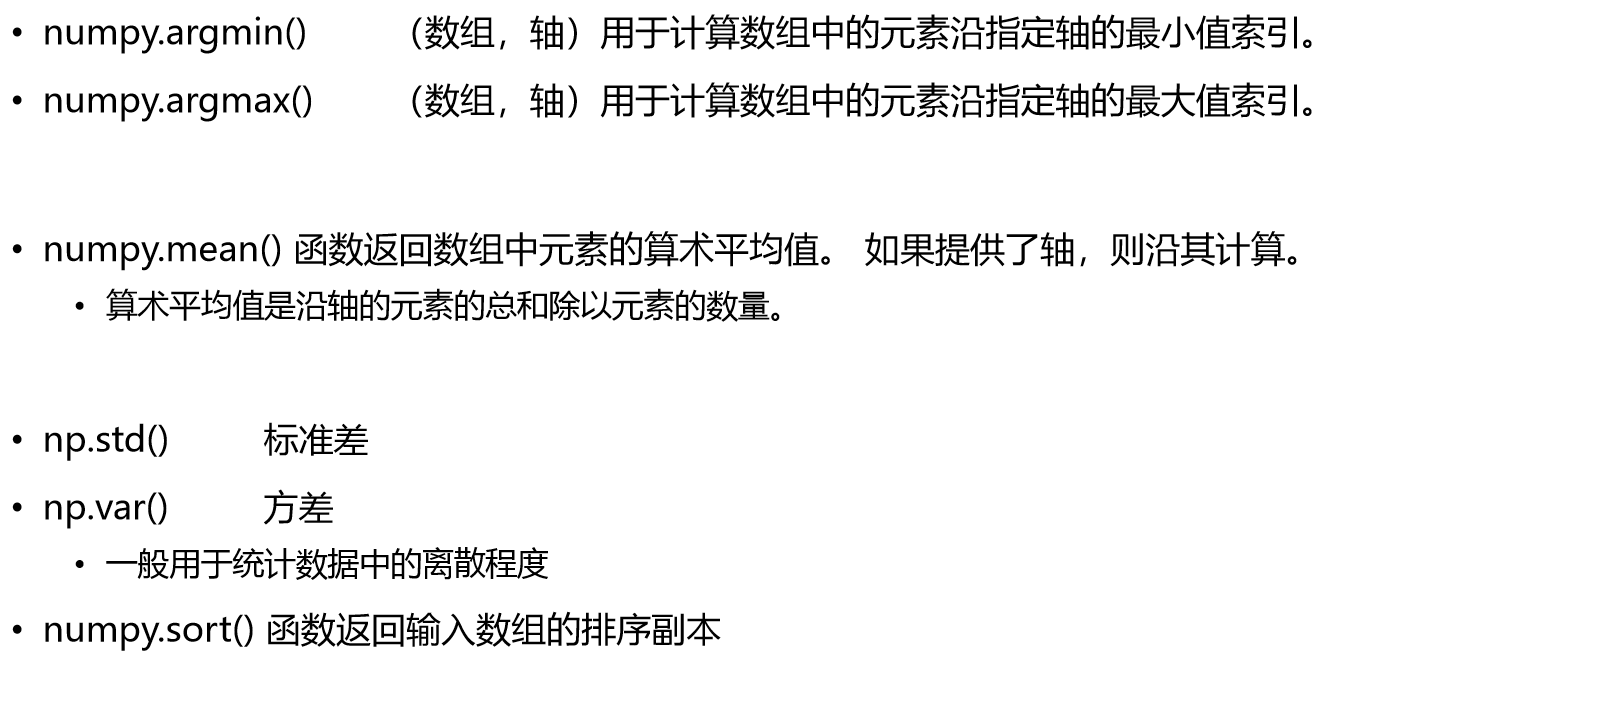 • numpy.argmin() （数组，轴）用于计算数组中的元素沿指定轴的最小值索引。
• numpy.argmax() （数组，轴）用于计算数组中的元素沿指定轴的最大值索引。
• numpy.mean() 函数返回数组中元素的算术平均值。 如果提供了轴，则沿其计算。
• 算术平均值是沿轴的元素的总和除以元素的数量。
• np.std() 标准差
• np.var() 方差
• 一般用于统计数据中的离散程度
• numpy.sort() 函数返回输入数组的排序副本